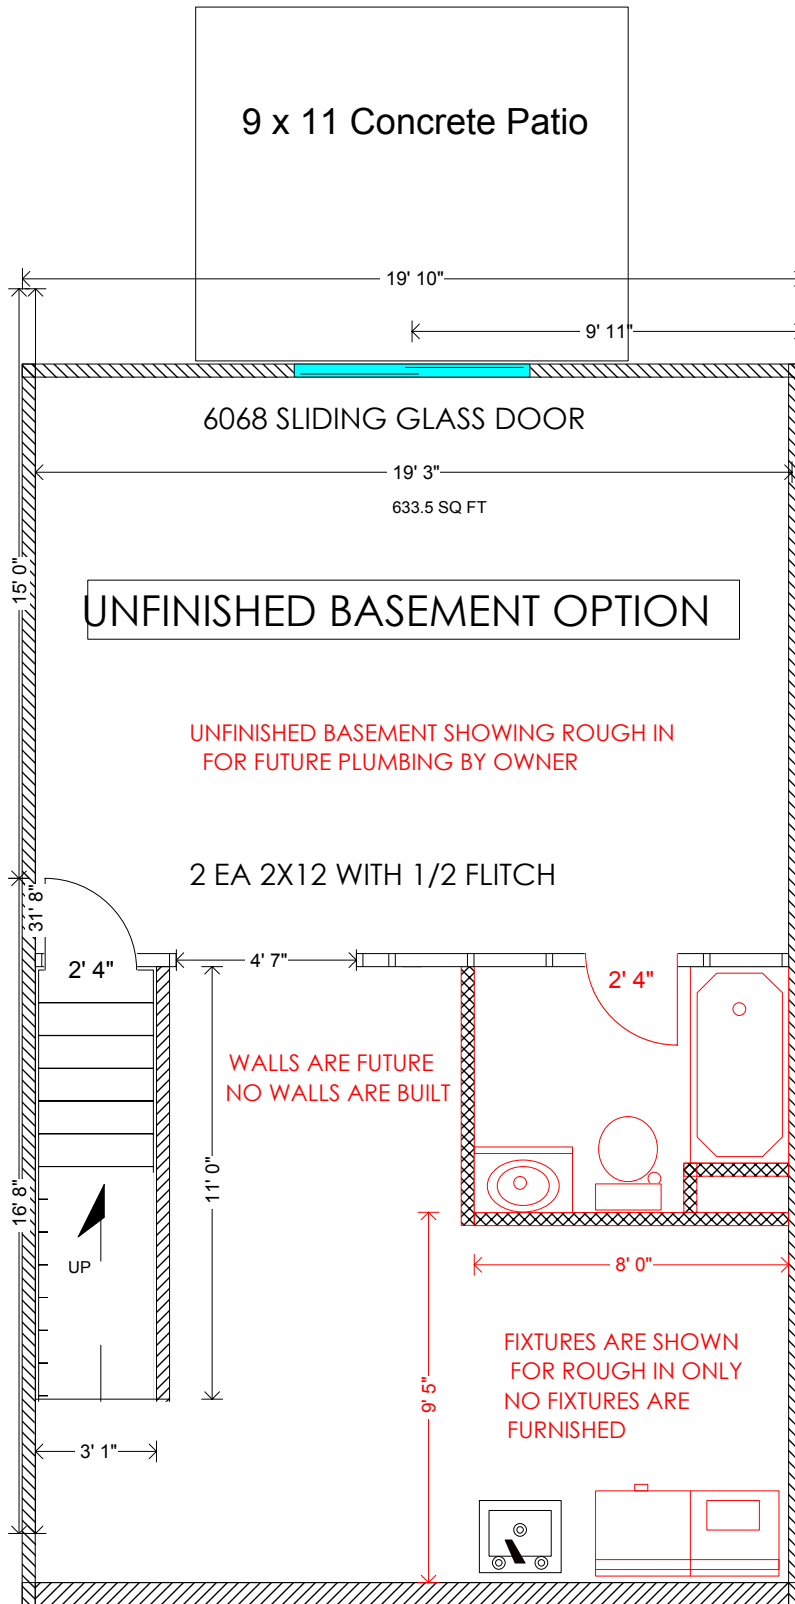 9 x 11 Concrete Patio
19' 10"
9' 11"
6068 SLIDING GLASS DOOR
19' 3"
633.5 SQ FT
15' 0"
UNFINISHED BASEMENT OPTION
UNFINISHED BASEMENT SHOWING ROUGH IN
FOR FUTURE PLUMBING BY OWNER
2 EA 2X12 WITH 1/2 FLITCH
31' 8"
2' 4"
4' 7"
2' 4"
WALLS ARE FUTURE
NO WALLS ARE BUILT
11' 0"
16' 8"
UP
8' 0"
FIXTURES ARE SHOWN
FOR ROUGH IN ONLY
NO FIXTURES ARE
FURNISHED
9' 5"
3' 1"